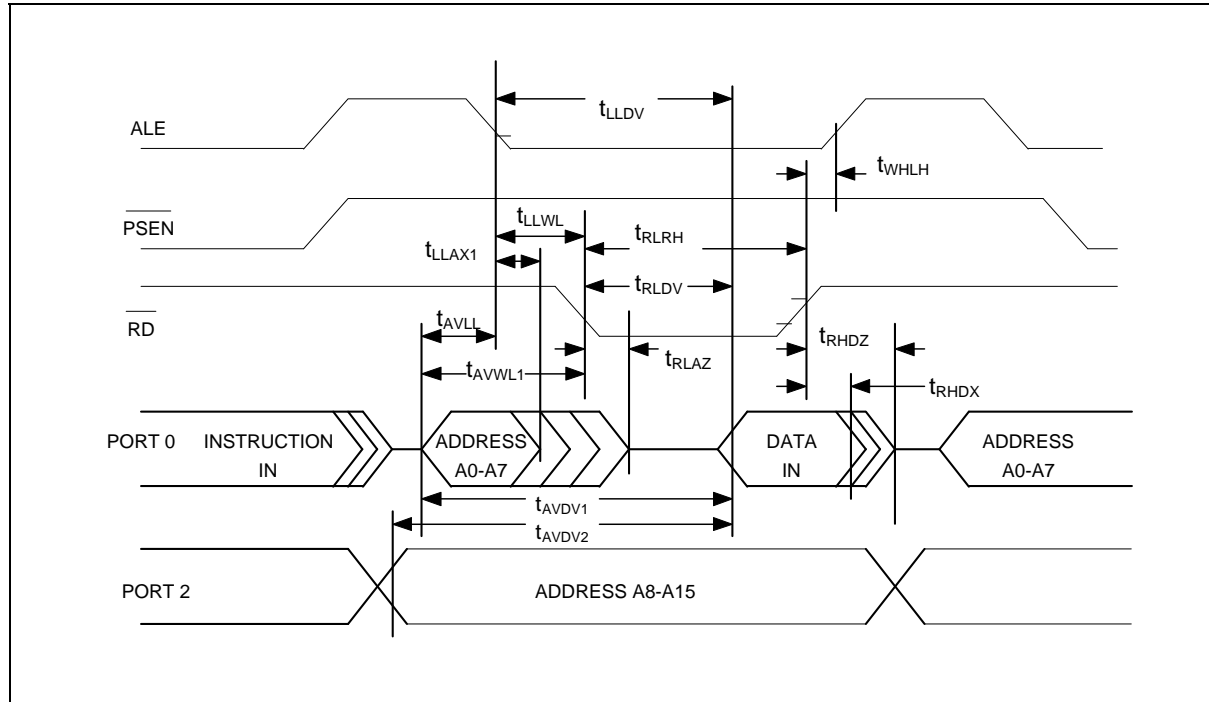 tLLDV
ALE
tWHLH
PSEN
tLLWL
tRLRH
tLLAX1
tRLDV
RD
tAVLL
tRHDZ
tRLAZ
tAVWL1
tRHDX
PORT 0
INSTRUCTION
IN
ADDRESS
A0-A7
DATA
IN
ADDRESS
A0-A7
tAVDV1
tAVDV2
PORT 2
ADDRESS A8-A15